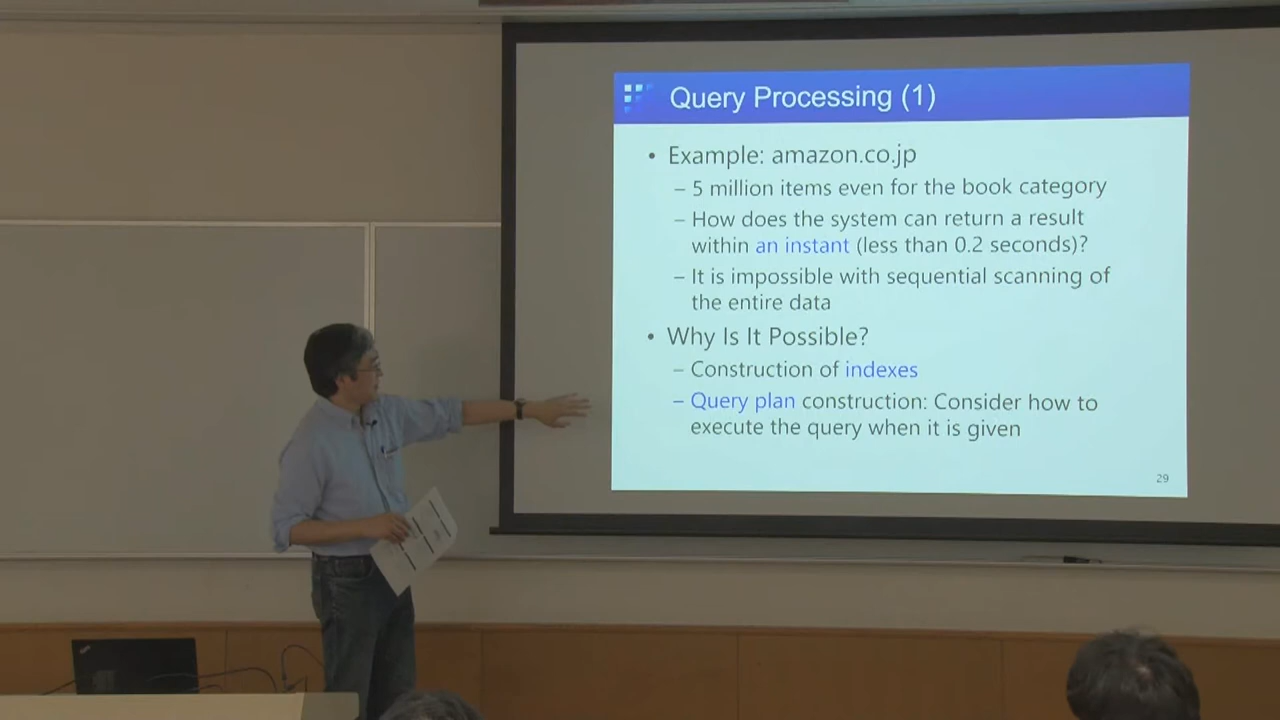 Query Processing (1)
• Example: amazon.co.jp
– 5 million items even for the book category
– How does the system can return a result
within an instant (less than 0.2 seconds)?
– It is impossible with sequential scanning of
the entire data
• Why Is It Possible?
– Construction of indexes
– Query plan construction: Consider how to
execute the query when it is given
29